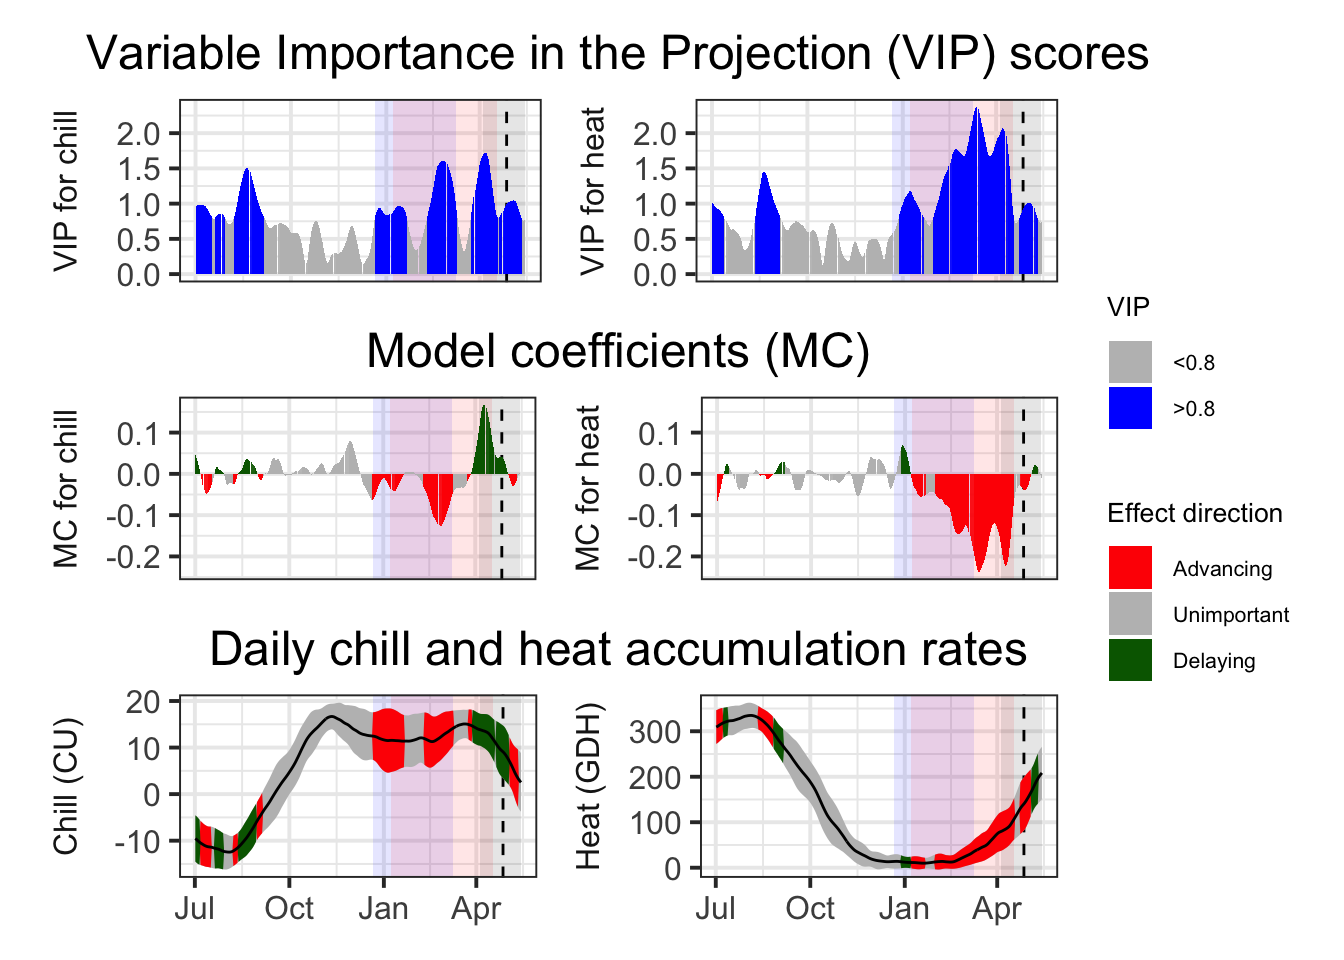 Variable Importance in the Projection (VIP) scores
VIP for chill
2.0
1.5
1.0
0.5
0.0
VIP for heat
2.0
1.5
1.0
0.5
0.0
Model coefficients (MC)
MC for chill
0.1
0.0
-0.1
-0.2
MC for heat
0.1
0.0
-0.1
-0.2
Daily chill and heat accumulation rates
Chill (CU)
20
10
0
-10
Jul Oct Jan Apr
Heat (GDH)
300
200
100
0
Jul Oct Jan Apr
VIP
<0.8
>0.8
Effect direction
Advancing
Unimportant
Delaying